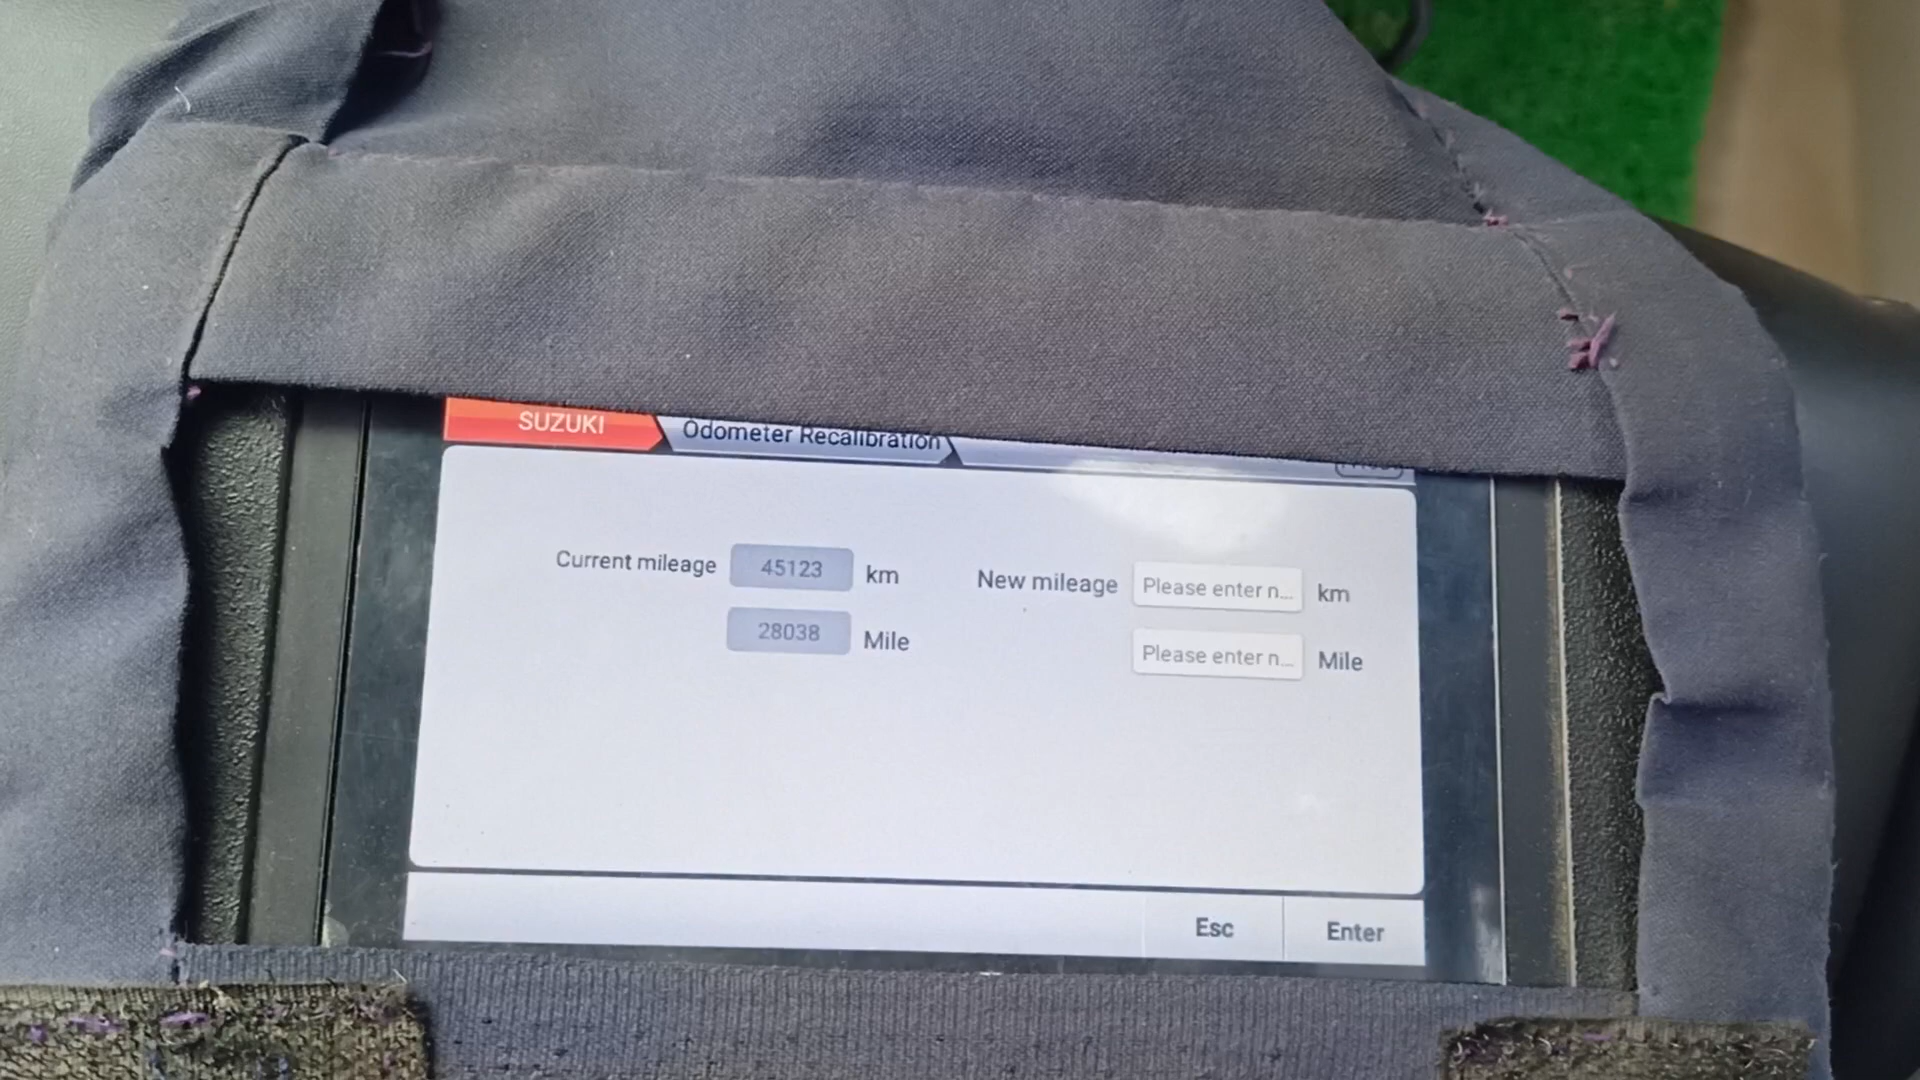 SUZUKI Odometer Recalibration
Current mileage 45123 km New mileage Please enter n... km
28038 Mile Please enter n... Mile
Esc Enter